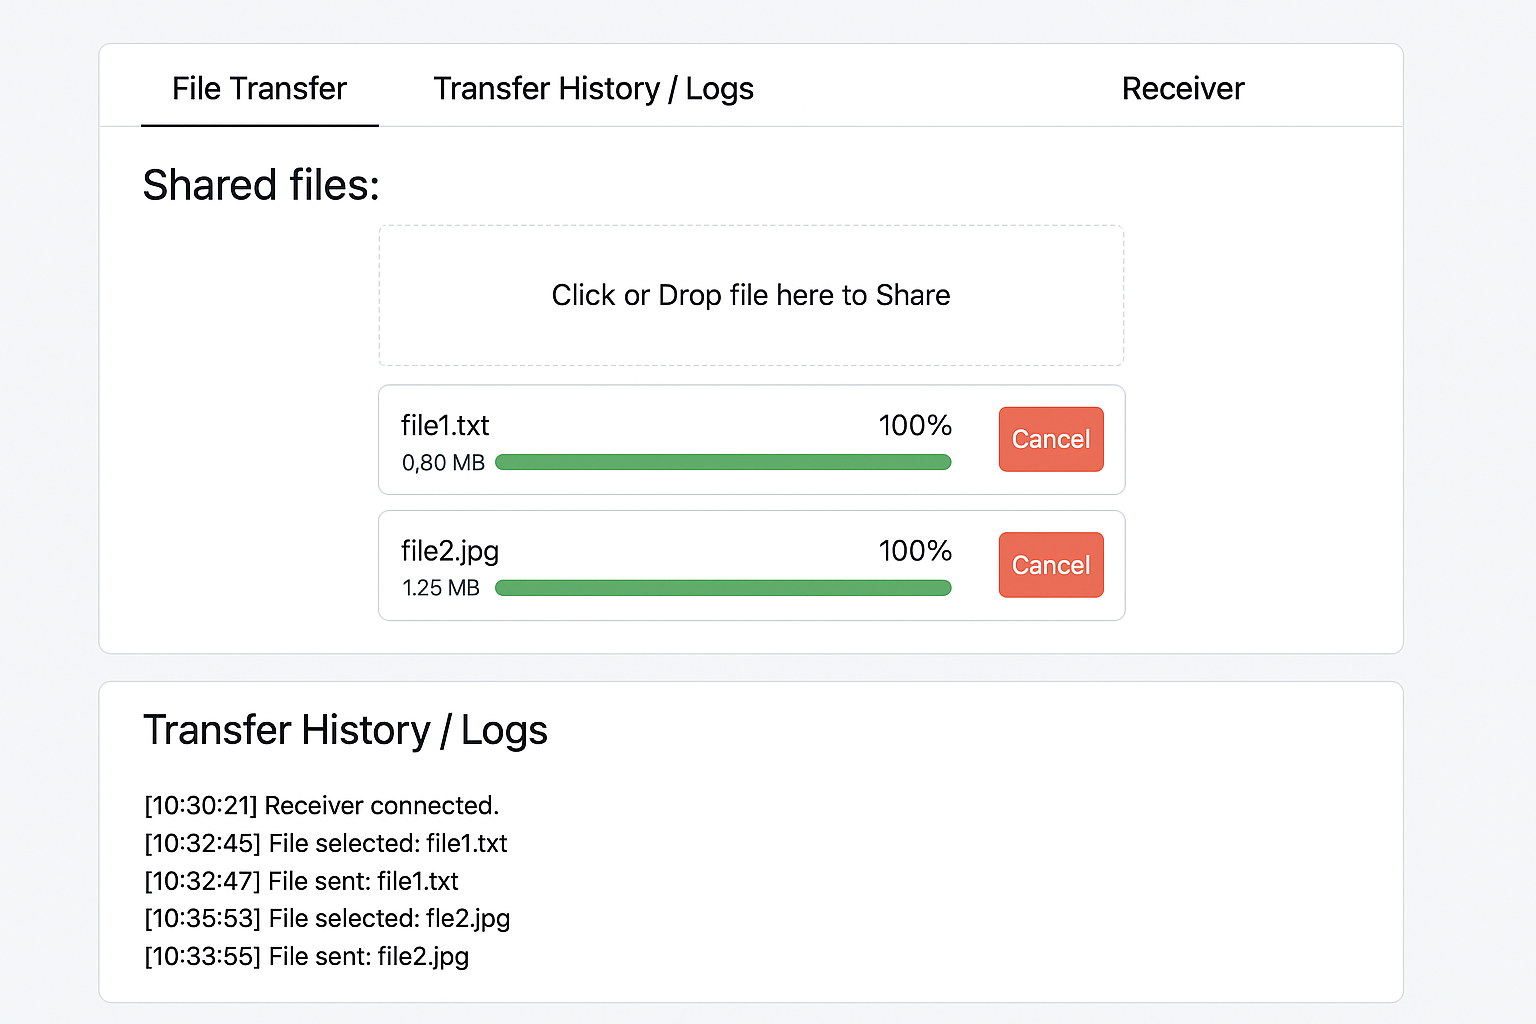 File Transfer Transfer History / Logs Receiver
Shared files:
Click or Drop file here to Share
file1.txt 100%
Cancel
0,80 MB
file2.jpg 100%
Cancel
1.25 MB
Transfer History / Logs
[10:30:21] Receiver connected.
[10:32:45] File selected: file1.txt
[10:32:47] File sent: file1.txt
[10:35:53] File selected: fle2.jpg
[10:33:55] File sent: file2.jpg